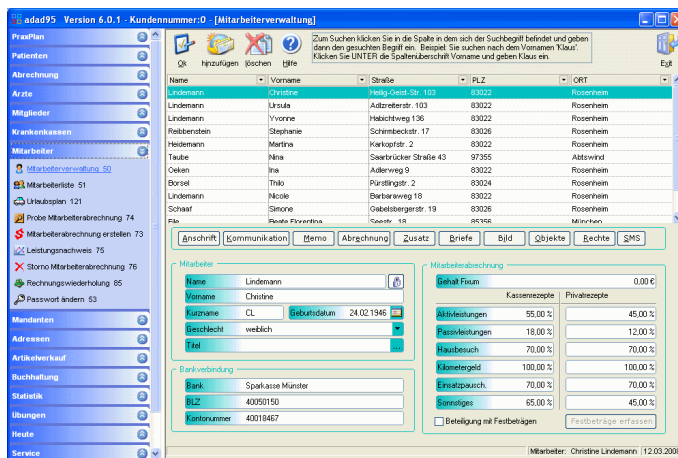 adad95 Version 6.0.1 - Kundennummer:0 - [Mitarbeiterverwaltung]
PraxPlan
Patienten
Abrechnung
Ärzte
Mitglieder
Krankenkassen
Mitarbeiter
Mitarbeiterverwaltung 50
Mitarbeiterliste 51
Urlaubsplan 121
Probe Mitarbeiterabrechnung 74
Mitarbeiterabrechnung erstellen 73
Leistungsnachweis 75
Storno Mitarbeiterabrechnung 76
Rechnungswiederholung 85
Passwort ändern 53
Mandanten
Adressen
Artikelverkauf
Buchhaltung
Statistik
Übungen
Heute
Service
Ok hinzufügen löschen Hilfe
Zum Suchen klicken Sie in die Spalte in dem sich der Suchbegriff befindet und geben
dann den gesuchten Begriff ein. Beispiel: Sie suchen nach dem Vornamen 'Klaus'.
Klicken Sie UNTER die Spaltenüberschrift Vorname und geben Klaus ein.
Exit
Name Vorname Straße PLZ ORT
Lindemann Christine Heilig-Geist-Str. 103 83022 Rosenheim
Lindemann Ursula Adlzreiterstr. 103 83022 Rosenheim
Lindemann Yvonne Habichtweg 136 83022 Rosenheim
Reibbenstein Stephanie Schirmbeckstr. 17 83026 Rosenheim
Heidemann Martina Karkopfstr. 2 83022 Rosenheim
Taube Nina Saarbrücker Straße 43 97355 Abtswind
Oeken Ina Adlerweg 9 83022 Rosenheim
Borsel Thilo Pürstlingstr. 2 83024 Rosenheim
Lindemann Nicole Barbaraweg 18 83022 Rosenheim
Schaaf Simone Gabelsbergerstr. 19 83026 Rosenheim
Beate Florentina Seestr. 18 85356 München
Anschrift Kommunikation Memo Abrechnung Zusatz Briefe Bild Objekte Rechte SMS
Mitarbeiter
Name Lindemann
Vorname Christine
Kurzname CL Geburtsdatum 24.02.1946
Geschlecht weiblich
Titel ...
Bankverbindung
Bank Sparkasse Münster
BLZ 40050150
Kontonummer 40018467
Mitarbeiterabrechnung
Gehalt Fixum 0,00 €
Kassenrezepte Privatrezepte
Aktivleistungen 55,00 % 45,00 %
Passivleistungen 18,00 % 12,00 %
Hausbesuch 70,00 % 70,00 %
Kilometergeld 100,00 % 100,00 %
Einsatzpausch. 70,00 % 70,00 %
Sonnstiges 65,00 % 45,00 %
Beteiligung mit Festbeträgen Festbeträge erfassen
Mitarbeiter: Christine Lindemann 12.03.200